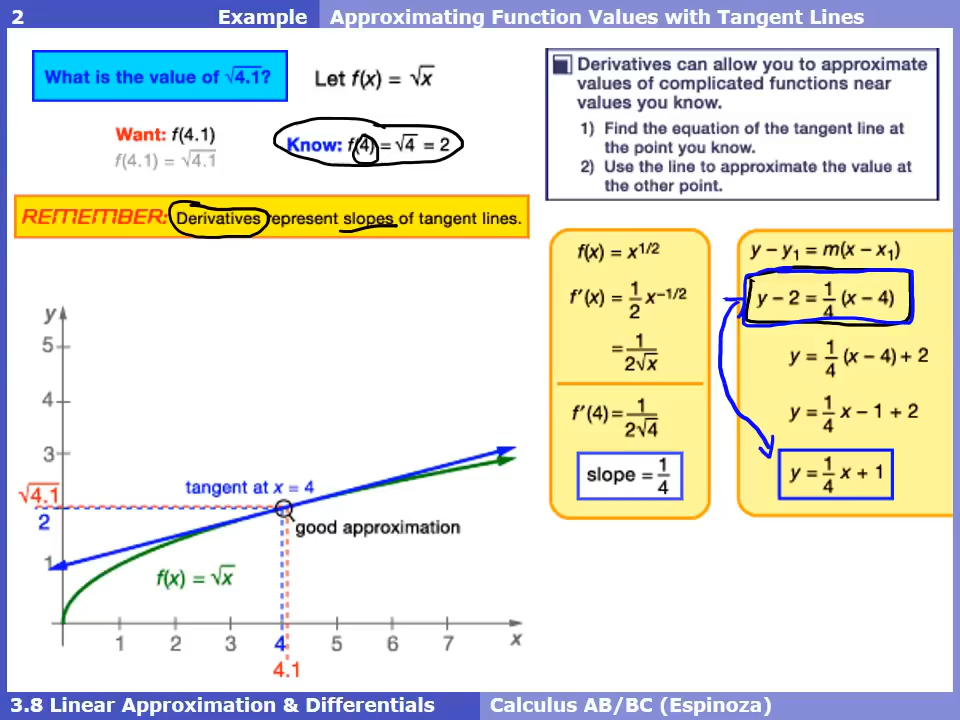 2 Example Approximating Function Values with Tangent Lines
What is the value of √4.1?
Let f(x) = √x
Want: f(4.1)
f(4.1) = √4.1
Know: f(4) = √4 = 2
REMEMBER: Derivatives represent slopes of tangent lines.
Derivatives can allow you to approximate
values of complicated functions near
values you know.
1) Find the equation of the tangent line at
the point you know.
2) Use the line to approximate the value at
the other point.
f(x) = x^1/2
f′(x) = 1/2 x^−1/2
= 1/(2√x)
f′(4) = 1/(2√4)
slope = 1/4
y − y₁ = m(x − x₁)
y − 2 = 1/4 (x − 4)
y = 1/4 (x − 4) + 2
y = 1/4 x − 1 + 2
y = 1/4 x + 1
y
5
4
3
√4.1
2
1
tangent at x = 4
good approximation
f(x) = √x
1 2 3 4 5 6 7 x
4.1
3.8 Linear Approximation & Differentials Calculus AB/BC (Espinoza)